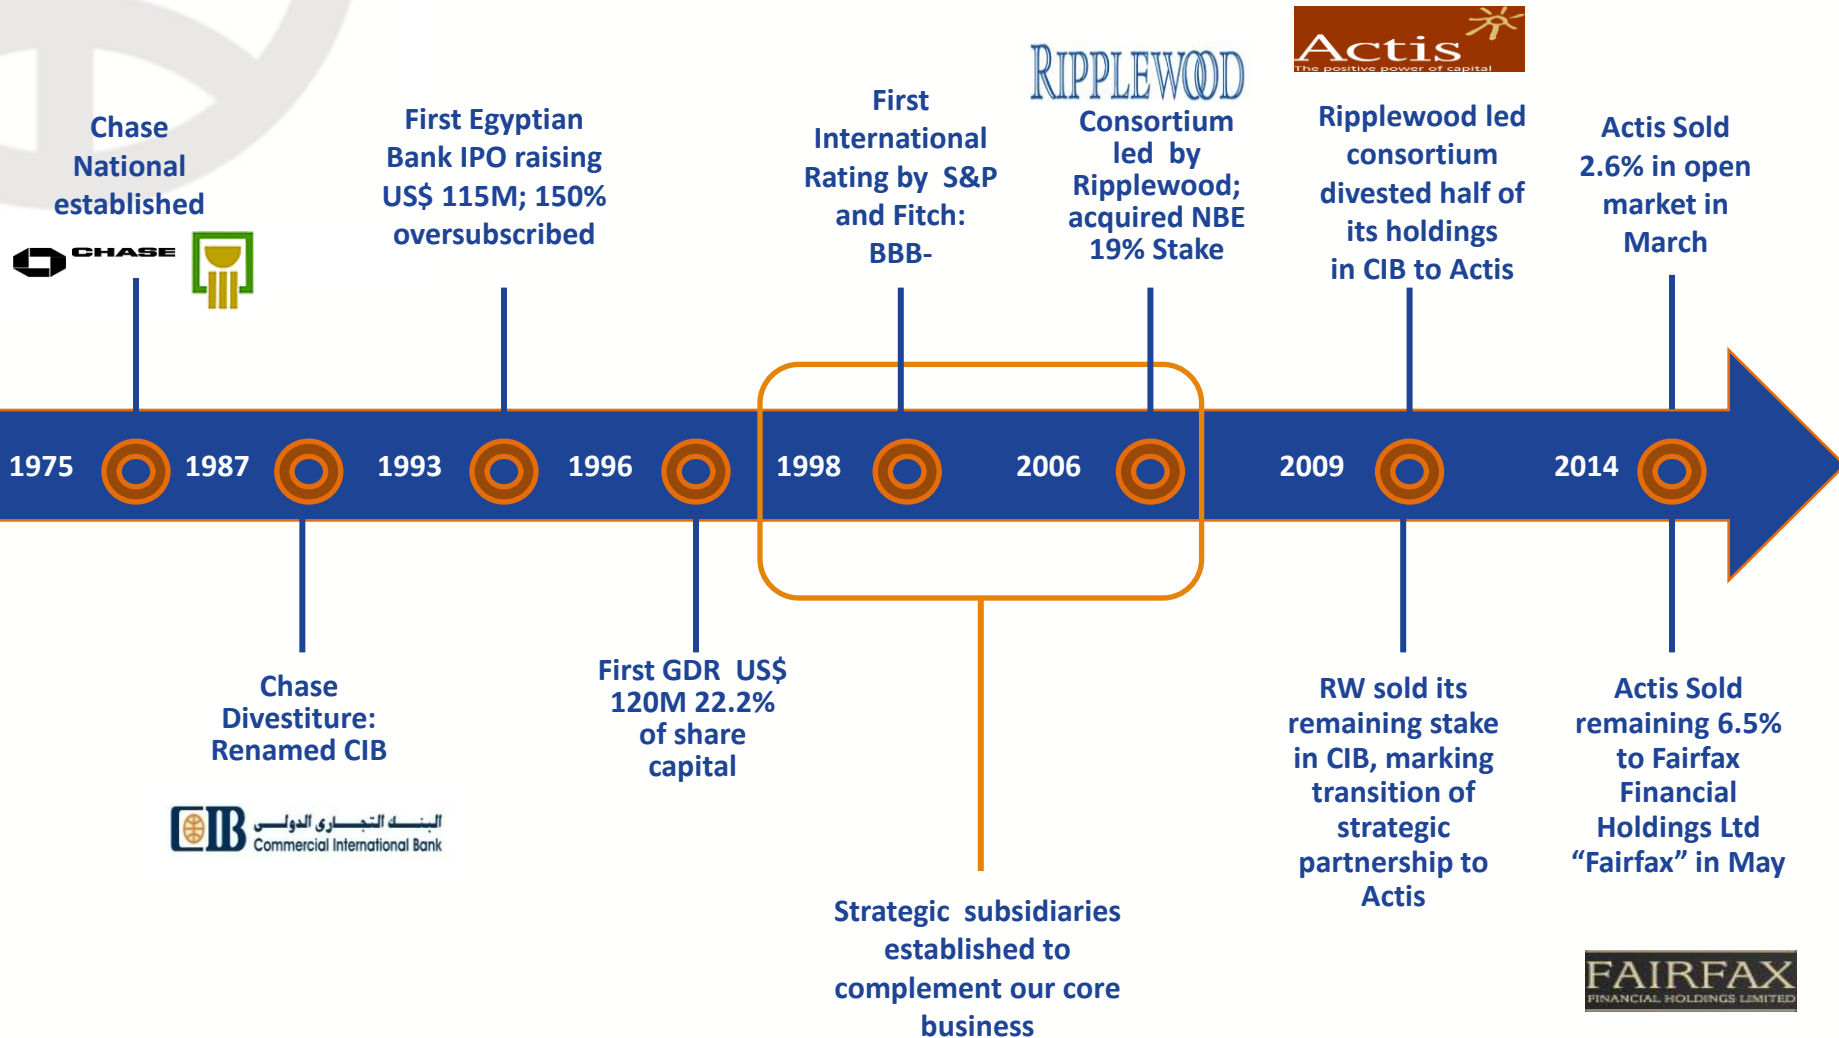 Chase
National
established
CHASE
First Egyptian
Bank IPO raising
US$ 115M; 150%
oversubscribed
First
International
Rating by S&P
and Fitch:
BBB-
RIPPLEWOOD
Consortium
led by
Ripplewood;
acquired NBE
19% Stake
Actis
The positive power of capital
Ripplewood led
consortium
divested half of
its holdings
in CIB to Actis
Actis Sold
2.6% in open
market in
March
1975
1987
1993
1996
1998
2006
2009
2014
Chase
Divestiture:
Renamed CIB
CIB
البنك التجارى الدولى
Commercial International Bank
First GDR US$
120M 22.2%
of share
capital
Strategic subsidiaries
established to
complement our core
business
RW sold its
remaining stake
in CIB, marking
transition of
strategic
partnership to
Actis
Actis Sold
remaining 6.5%
to Fairfax
Financial
Holdings Ltd
“Fairfax” in May
FAIRFAX
FINANCIAL HOLDINGS LIMITED